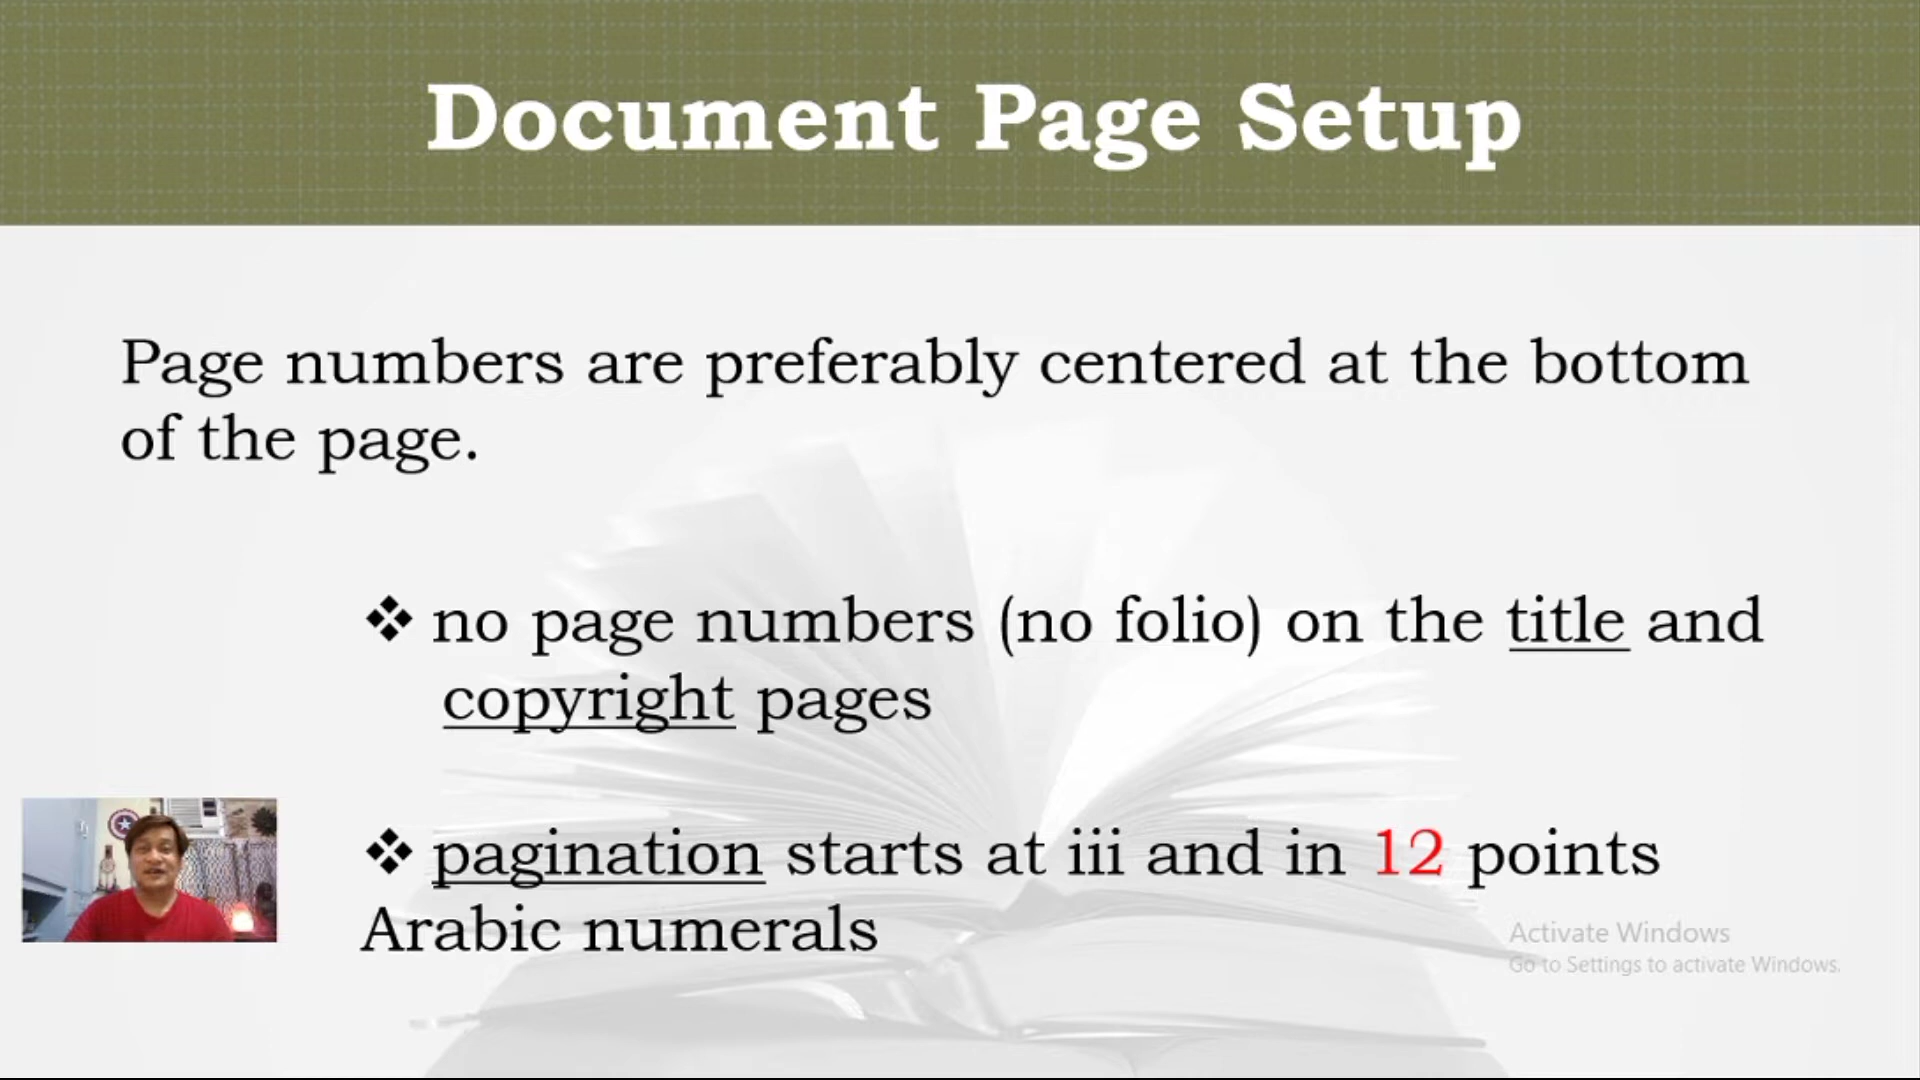 Document Page Setup
Page numbers are preferably centered at the bottom
of the page.
❖ no page numbers (no folio) on the title and
copyright pages
❖ pagination starts at iii and in 12 points
Arabic numerals
Activate Windows
Go to Settings to activate Windows.